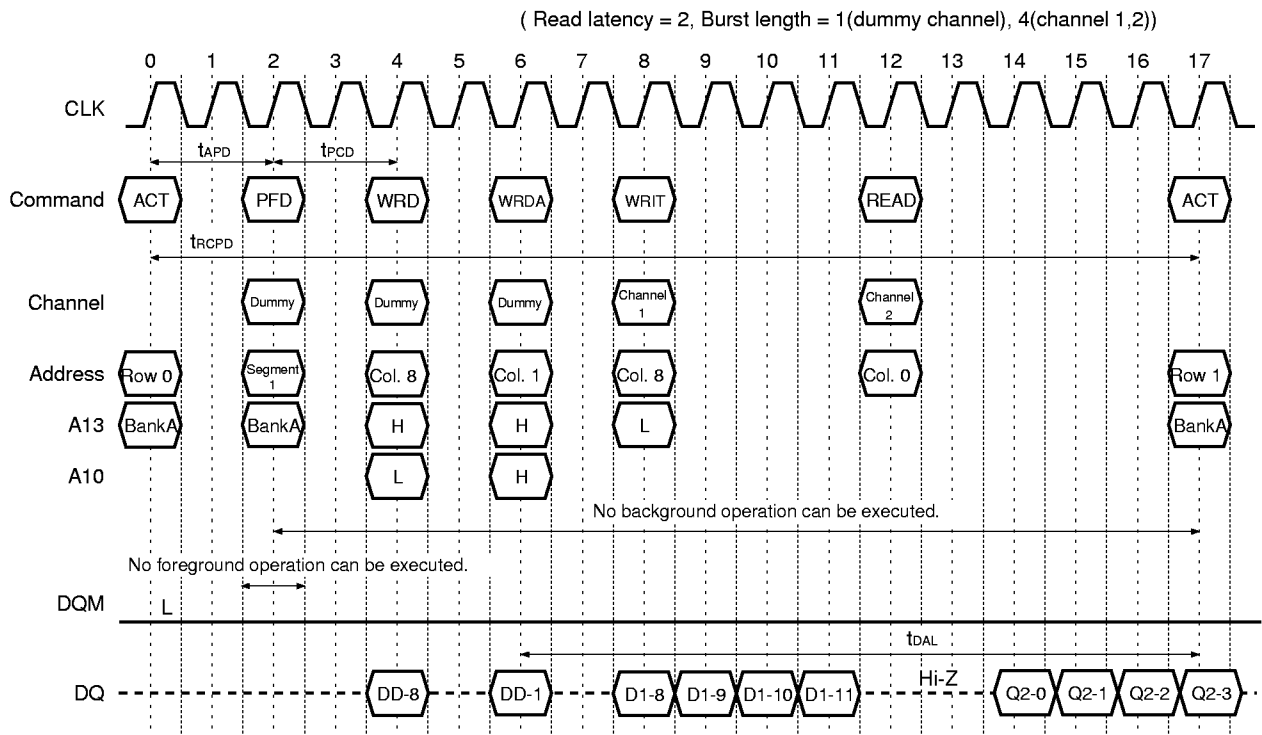 ( Read latency = 2, Burst length = 1(dummy channel), 4(channel 1,2))
0 1 2 3 4 5 6 7 8 9 10 11 12 13 14 15 16 17
CLK
tAPD tPCD
Command ACT PFD WRD WRDA WRIT READ ACT
tRCPD
Channel Dummy Dummy Dummy Channel 1 Channel 2
Address Row 0 Segment 1 Col. 8 Col. 1 Col. 8 Col. 0 Row 1
A13 BankA BankA H H L BankA
A10 L H
No background operation can be executed.
No foreground operation can be executed.
DQM L
tDAL
Hi-Z
DQ DD-8 DD-1 D1-8 D1-9 D1-10 D1-11 Q2-0 Q2-1 Q2-2 Q2-3